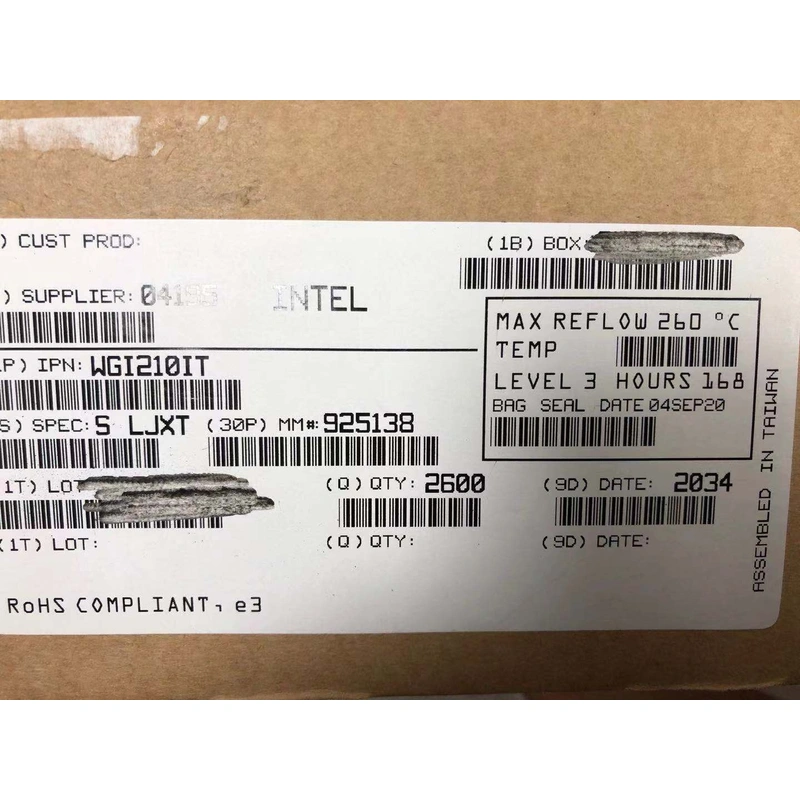 ) CUST PROD:
(1B) BOX
) SUPPLIER: 04195 INTEL
MAX REFLOW 260 °C
TEMP
LEVEL 3 HOURS 168
BAG SEAL DATE 04SEP20
1P) IPN: WGI210IT
S) SPEC: S LJXT (30P) MM#: 925138
1T) LOT
(Q) QTY: 2600
(9D) DATE: 2034
(1T) LOT:
(Q) QTY:
(9D) DATE:
ASSEMBLED IN TAIWAN
RoHS COMPLIANT, e3